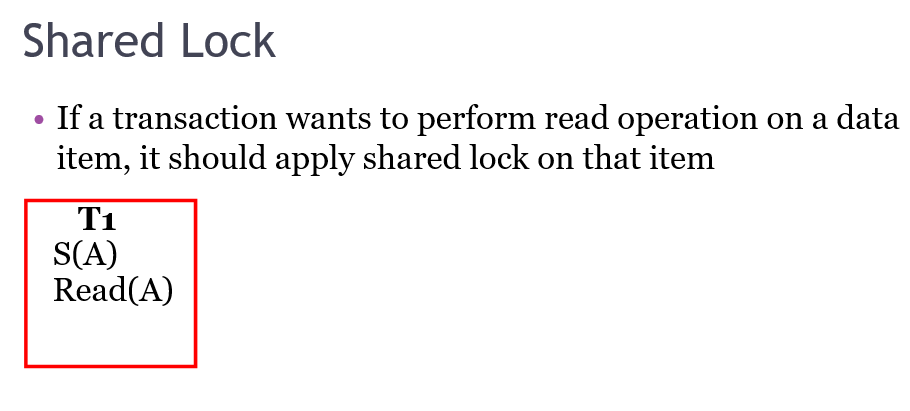 Shared Lock
• If a transaction wants to perform read operation on a data
item, it should apply shared lock on that item
T1
S(A)
Read(A)